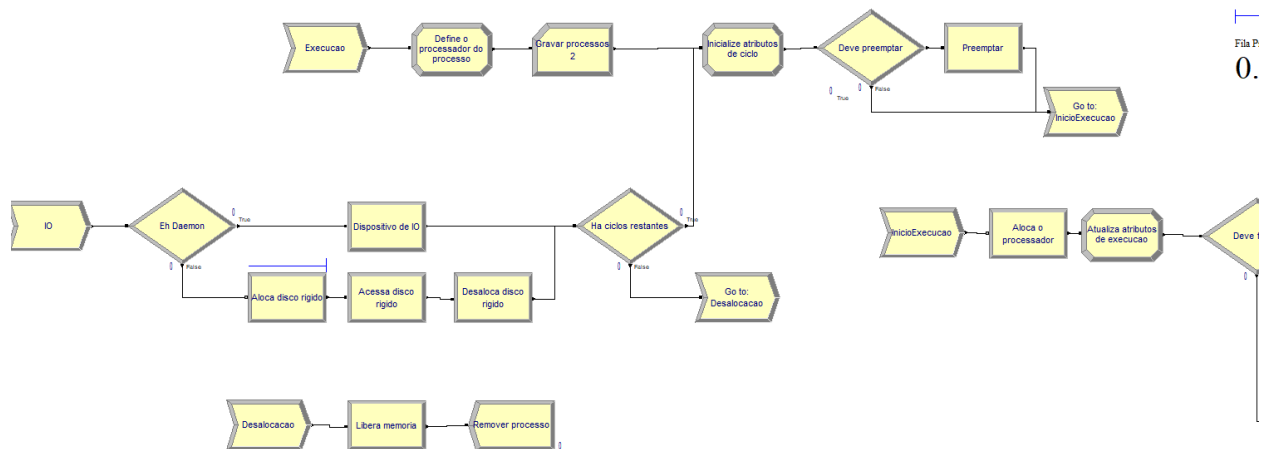 Execucao
Define o
processador do
processo
Gravar processos
2
Inicialize atributos
de ciclo
Deve preemptar
True
False
Preemptar
Go to:
InicioExecucao
Fila P
0.
IO
Eh Daemon
True
False
Dispositivo de IO
Aloca disco rigido
Acessa disco
rigido
Desaloca disco
rigido
Ha ciclos restantes
True
False
Go to:
Desalocacao
InicioExecucao
Aloca o
processador
Atualiza atributos
de execucao
Deve f
Desalocacao
Libera memoria
Remover processo